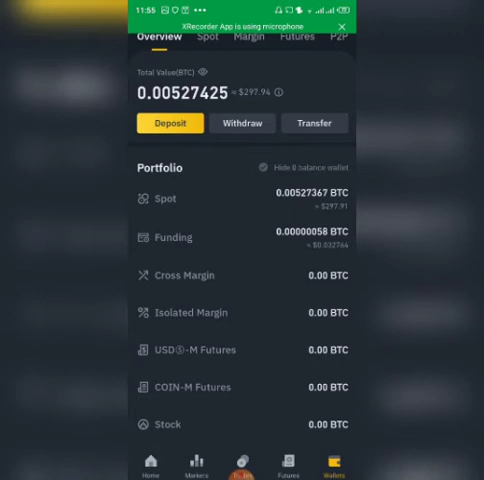 11:55
XRecorder App is using microphone
Overview Spot Margin Futures P2P
Total Value(BTC)
0.00527425 ≈ $297.94
Deposit Withdraw Transfer
Portfolio Hide 0 balance wallet
Spot 0.00527367 BTC
≈ $297.91
Funding 0.00000058 BTC
≈ $0.032764
Cross Margin 0.00 BTC
Isolated Margin 0.00 BTC
USDⓈ-M Futures 0.00 BTC
COIN-M Futures 0.00 BTC
Stock 0.00 BTC
Home Markets Futures Wallets